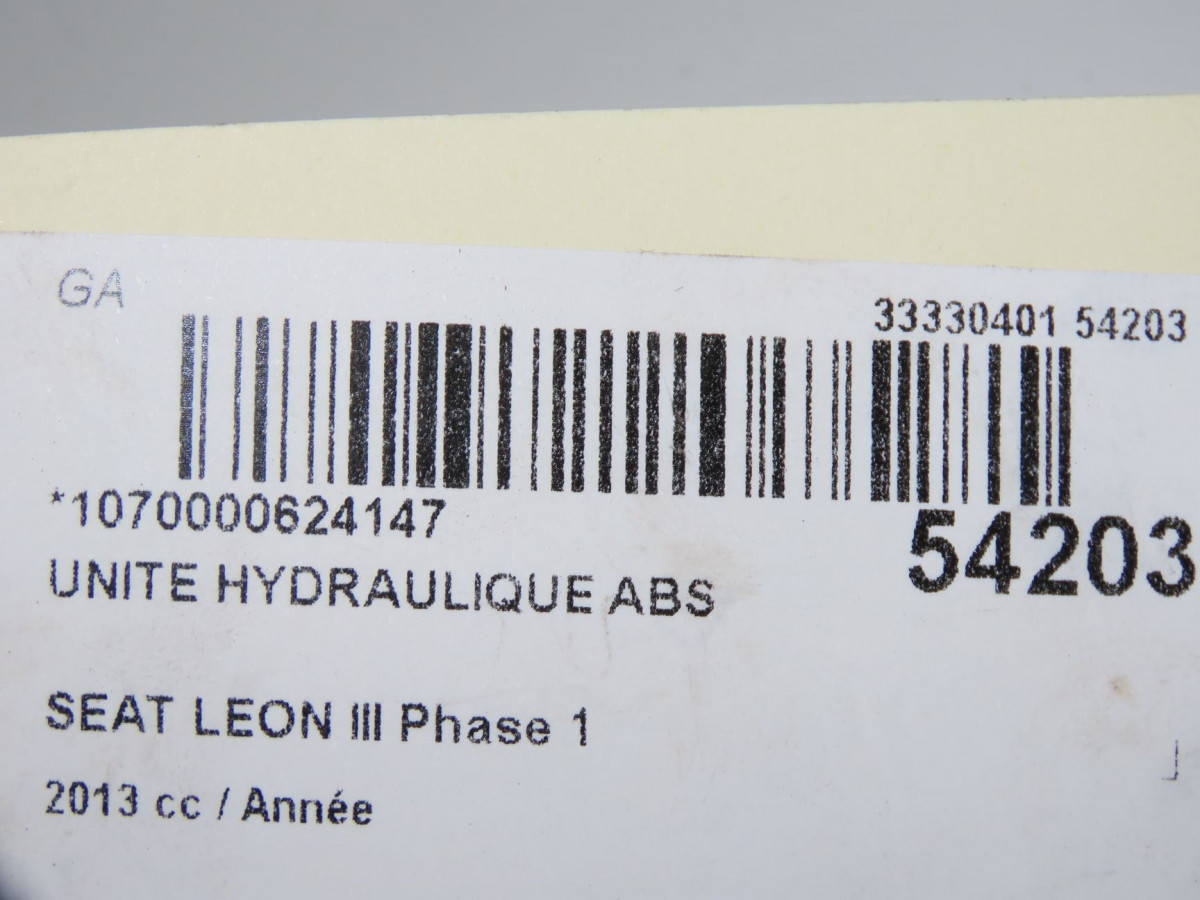 GA
33330401 54203
*1070000624147
54203
UNITE HYDRAULIQUE ABS
SEAT LEON III Phase 1
2013 cc / Année